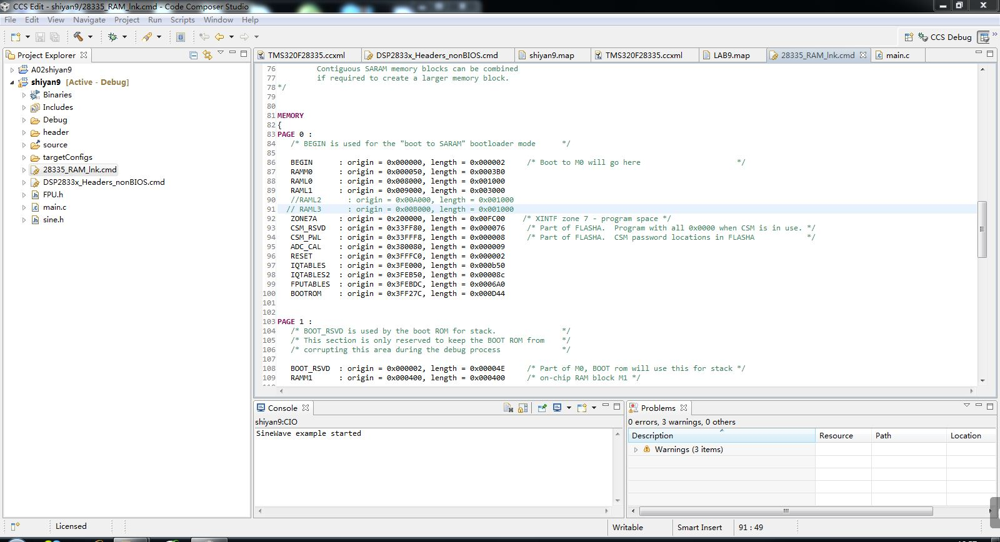 CCS Edit - shiyan9/28335_RAM_lnk.cmd - Code Composer Studio
File Edit View Navigate Project Run Scripts Window Help
CCS Debug
Project Explorer
A02shiyan9
shiyan9 [Active - Debug]
Binaries
Includes
Debug
header
source
targetConfigs
28335_RAM_lnk.cmd
DSP2833x_Headers_nonBIOS.cmd
FPU.h
main.c
sine.h
TMS320F28335.ccxml DSP2833x_Headers_nonBIOS.cmd shiyan9.map TMS320F28335.ccxml LAB9.map 28335_RAM_lnk.cmd main.c
76 Contiguous SARAM memory blocks can be combined
77 if required to create a larger memory block.
78 */
79
80
81 MEMORY
82 {
83 PAGE 0 :
84 /* BEGIN is used for the "boot to SARAM" bootloader mode */
85
86 BEGIN : origin = 0x000000, length = 0x000002 /* Boot to M0 will go here */
87 RAMM0 : origin = 0x000050, length = 0x0003B0
88 RAML0 : origin = 0x008000, length = 0x001000
89 RAML1 : origin = 0x009000, length = 0x003000
90 //RAML2 : origin = 0x00A000, length = 0x001000
91 // RAML3 : origin = 0x00B000, length = 0x001000
92 ZONE7A : origin = 0x200000, length = 0x00FC00 /* XINTF zone 7 - program space */
93 CSM_RSVD : origin = 0x33FF80, length = 0x000076 /* Part of FLASHA. Program with all 0x0000 when CSM is in use. */
94 CSM_PWL : origin = 0x33FFF8, length = 0x000008 /* Part of FLASHA. CSM password locations in FLASHA */
95 ADC_CAL : origin = 0x380080, length = 0x000009
96 RESET : origin = 0x3FFFC0, length = 0x000002
97 IQTABLES : origin = 0x3FE000, length = 0x000b50
98 IQTABLES2 : origin = 0x3FEB50, length = 0x00008c
99 FPUTABLES : origin = 0x3FEBDC, length = 0x0006A0
100 BOOTROM : origin = 0x3FF27C, length = 0x000D44
101
102
103 PAGE 1 :
104 /* BOOT_RSVD is used by the boot ROM for stack. */
105 /* This section is only reserved to keep the BOOT ROM from */
106 /* corrupting this area during the debug process */
107
108 BOOT_RSVD : origin = 0x000002, length = 0x00004E /* Part of M0, BOOT rom will use this for stack */
109 RAMM1 : origin = 0x000400, length = 0x000400 /* on-chip RAM block M1 */
Console
shiyan9:CIO
SineWave example started
Problems
0 errors, 3 warnings, 0 others
Description Resource Path Location
Warnings (3 items)
Licensed
Writable Smart Insert 91 : 49